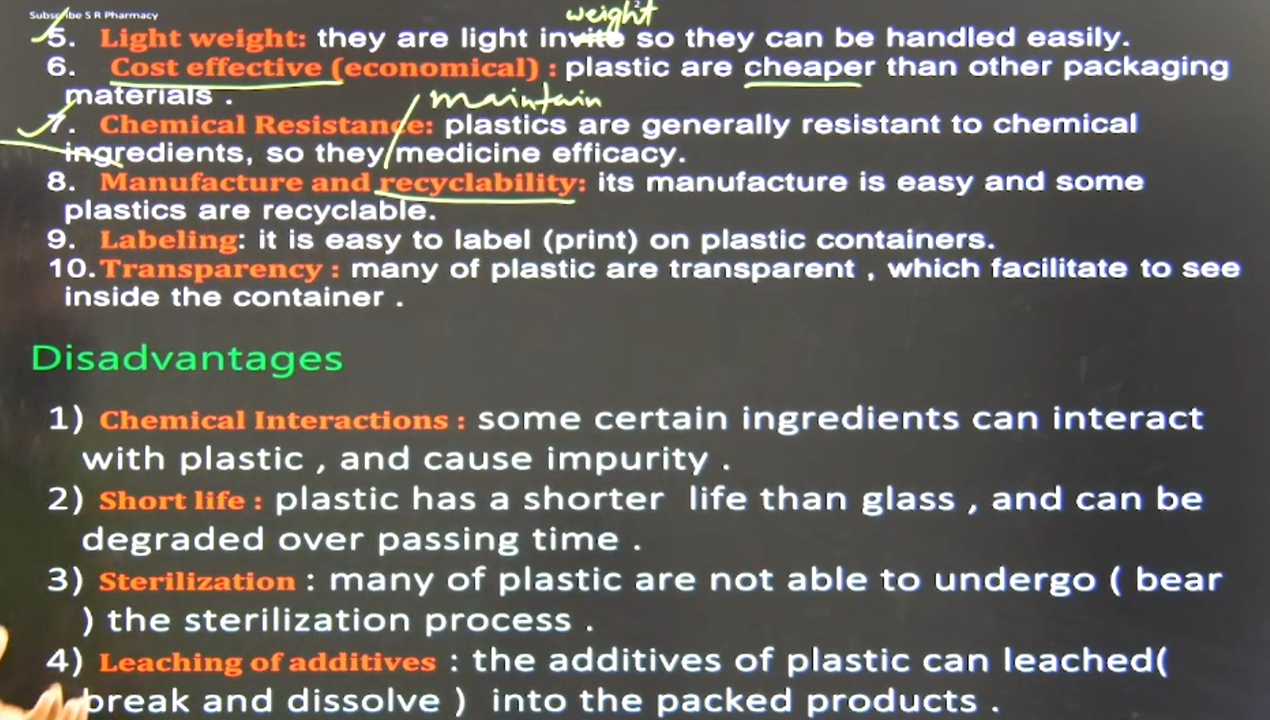 Subscribe S R Pharmacy
weight
5. Light weight: they are light invite so they can be handled easily.
6. Cost effective (economical) : plastic are cheaper than other packaging
materials .
maintain
7. Chemical Resistance: plastics are generally resistant to chemical
ingredients, so they/medicine efficacy.
8. Manufacture and recyclability: its manufacture is easy and some
plastics are recyclable.
9. Labeling: it is easy to label (print) on plastic containers.
10. Transparency : many of plastic are transparent , which facilitate to see
inside the container .
Disadvantages
1) Chemical Interactions : some certain ingredients can interact
with plastic , and cause impurity .
2) Short life : plastic has a shorter life than glass , and can be
degraded over passing time .
3) Sterilization : many of plastic are not able to undergo ( bear
) the sterilization process .
4) Leaching of additives : the additives of plastic can leached(
break and dissolve ) into the packed products .